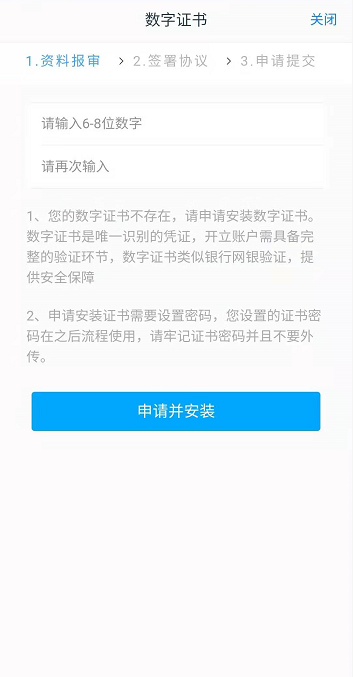 数字证书
关闭
1.资料报审 > 2.签署协议 > 3.申请提交
请输入6-8位数字
请再次输入
1、您的数字证书不存在，请申请安装数字证书。
数字证书是唯一识别的凭证，开立账户需具备完
整的验证环节，数字证书类似银行网银验证，提
供安全保障
2、申请安装证书需要设置密码，您设置的证书密
码在之后流程使用，请牢记证书密码并且不要外
传。
申请并安装